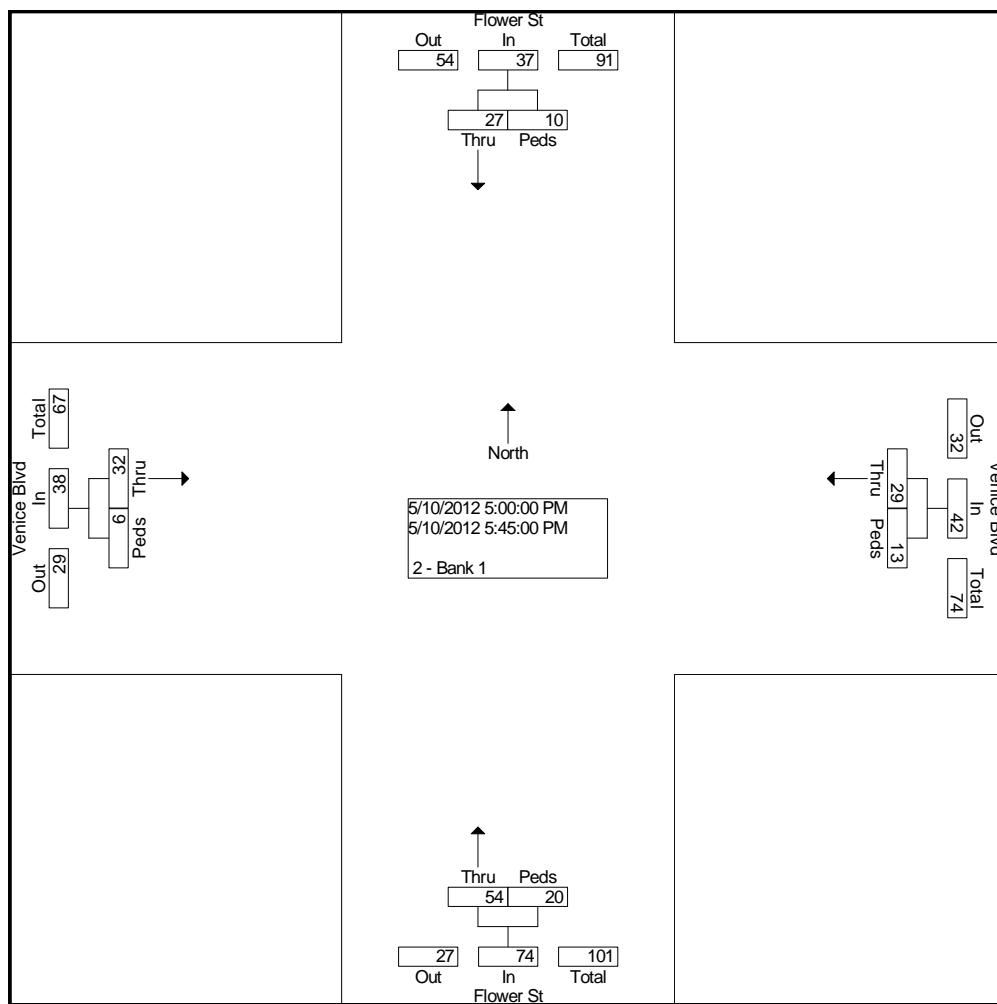 Flower St
Out In Total
54 37 91
27 10
Thru Peds
Venice Blvd
Total In Out
67 38 29
32 6
Thru Peds
North
5/10/2012 5:00:00 PM
5/10/2012 5:45:00 PM
2 - Bank 1
Venice Blvd
Out In Total
32 42 74
29 13
Thru Peds
Thru Peds
54 20
27 74 101
Out In Total
Flower St